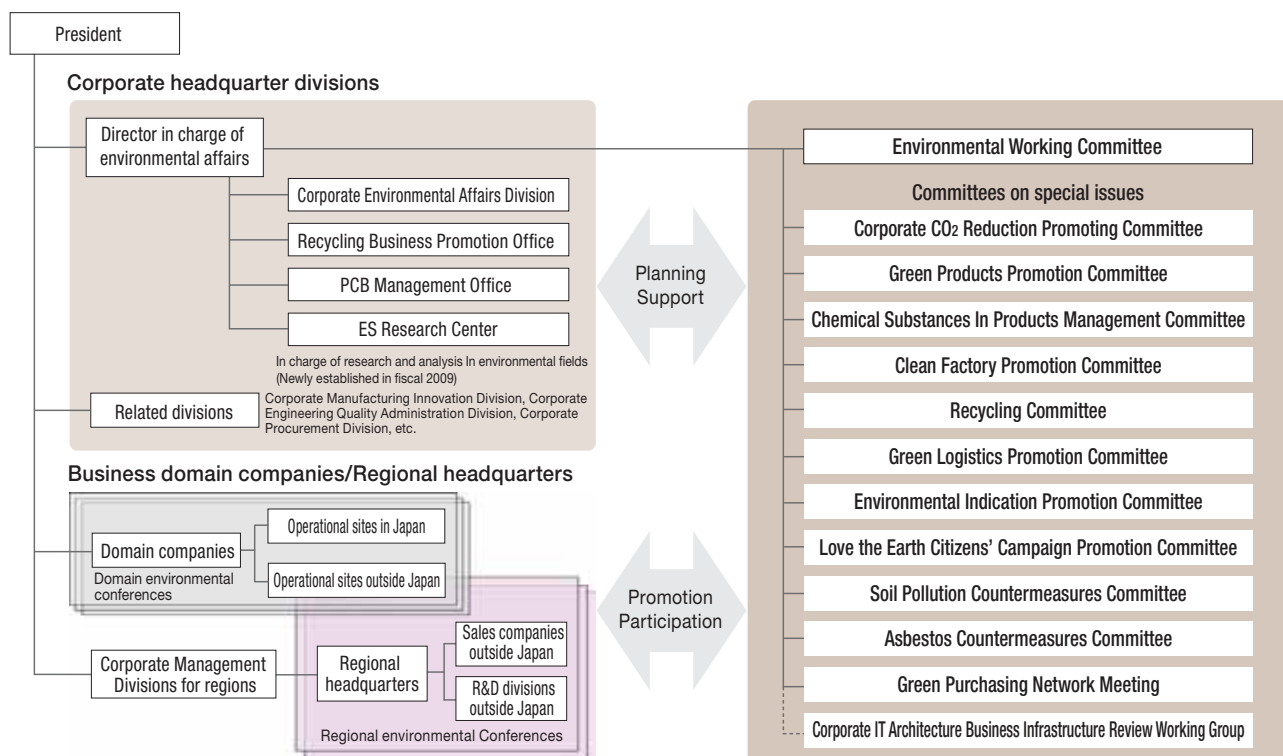 President
Corporate headquarter divisions
Director in charge of
environmental affairs
Corporate Environmental Affairs Division
Recycling Business Promotion Office
PCB Management Office
ES Research Center
In charge of research and analysis In environmental fields
(Newly established in fiscal 2009)
Related divisions
Corporate Manufacturing Innovation Division, Corporate
Engineering Quality Administration Division, Corporate
Procurement Division, etc.
Business domain companies/Regional headquarters
Domain companies
Domain environmental
conferences
Operational sites in Japan
Operational sites outside Japan
Corporate Management
Divisions for regions
Regional
headquarters
Sales companies
outside Japan
R&D divisions
outside Japan
Regional environmental Conferences
Planning
Support
Promotion
Participation
Environmental Working Committee
Committees on special issues
Corporate CO2 Reduction Promoting Committee
Green Products Promotion Committee
Chemical Substances In Products Management Committee
Clean Factory Promotion Committee
Recycling Committee
Green Logistics Promotion Committee
Environmental Indication Promotion Committee
Love the Earth Citizens' Campaign Promotion Committee
Soil Pollution Countermeasures Committee
Asbestos Countermeasures Committee
Green Purchasing Network Meeting
Corporate IT Architecture Business Infrastructure Review Working Group